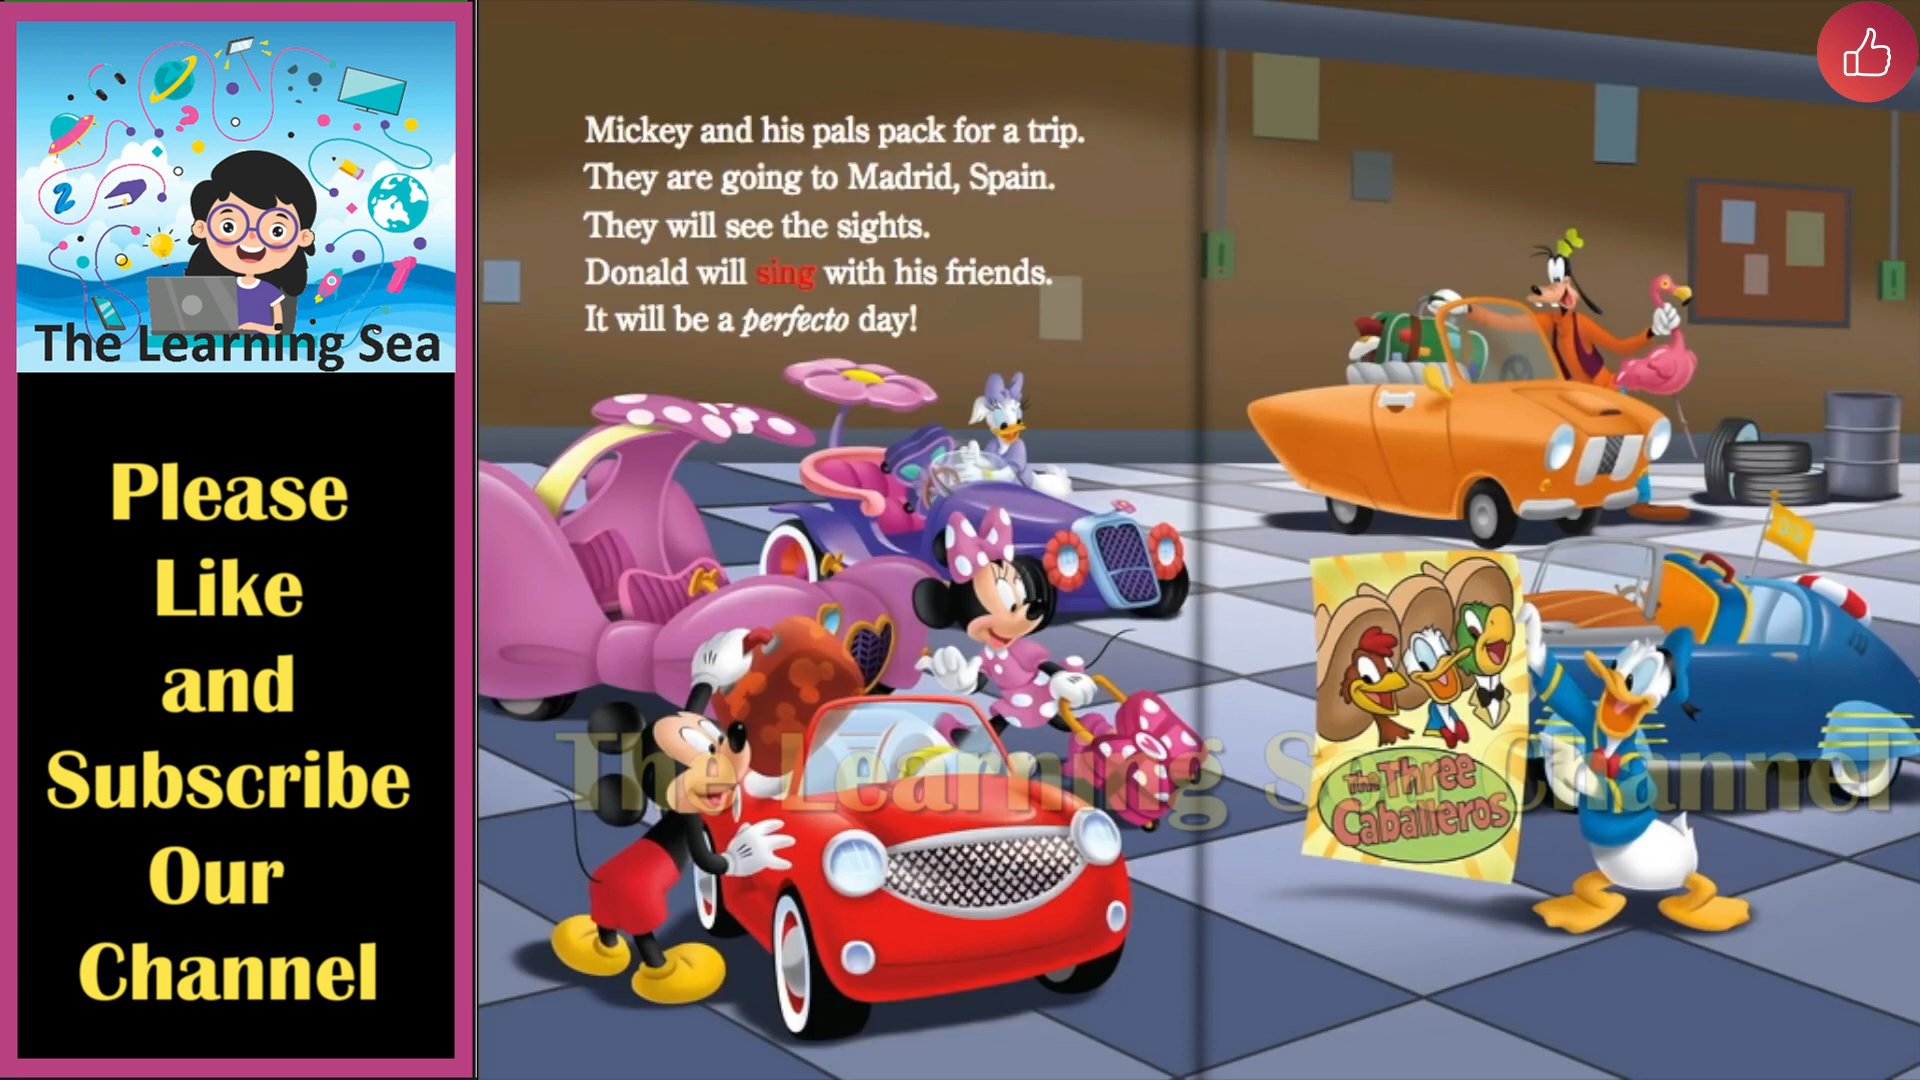 The Learning Sea
Please
Like
and
Subscribe
Our
Channel
Mickey and his pals pack for a trip.
They are going to Madrid, Spain.
They will see the sights.
Donald will sing with his friends.
It will be a perfecto day!
The Three
Caballeros
The Learning Sea Channel